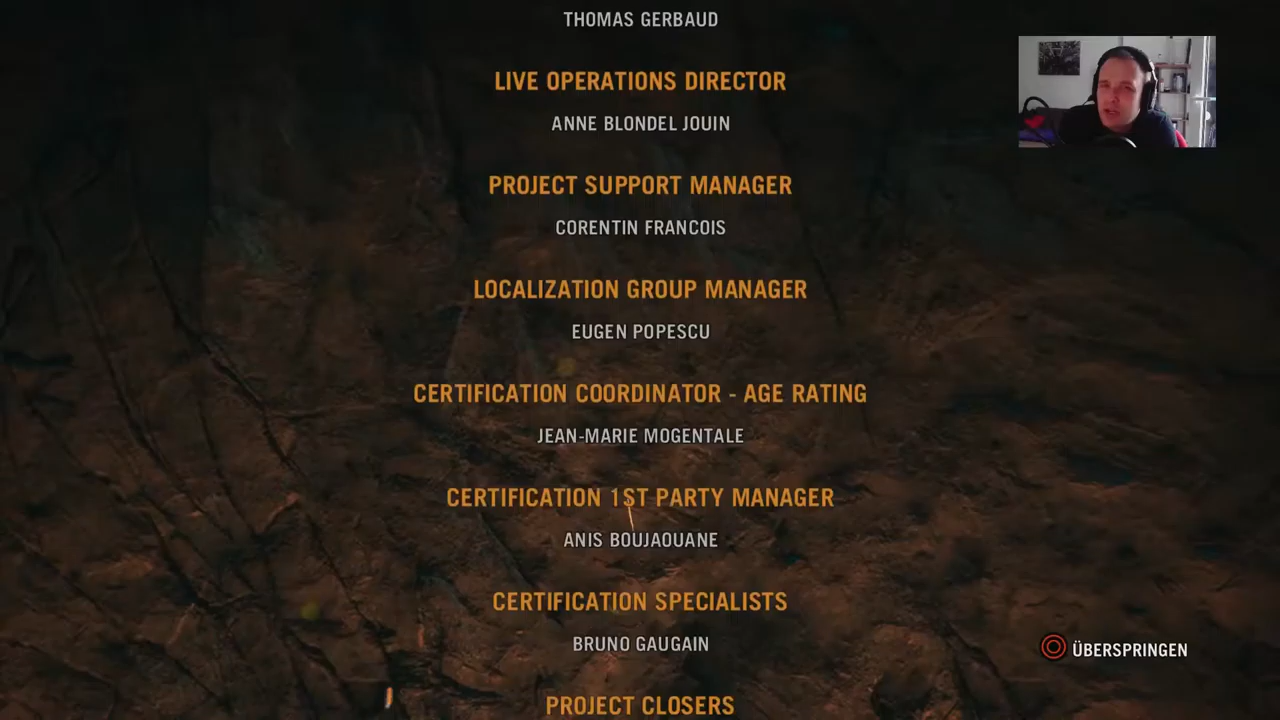 THOMAS GERBAUD
LIVE OPERATIONS DIRECTOR
ANNE BLONDEL JOUIN
PROJECT SUPPORT MANAGER
CORENTIN FRANCOIS
LOCALIZATION GROUP MANAGER
EUGEN POPESCU
CERTIFICATION COORDINATOR - AGE RATING
JEAN-MARIE MOGENTALE
CERTIFICATION 1ST PARTY MANAGER
ANIS BOUJAOUANE
CERTIFICATION SPECIALISTS
BRUNO GAUGAIN
ÜBERSPRINGEN
PROJECT CLOSERS